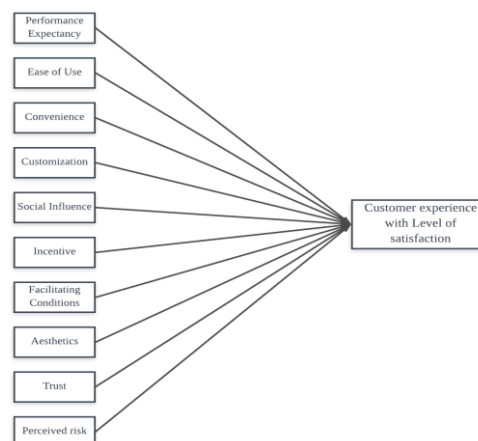 Performance
Expectancy
Ease of Use
Convenience
Customization
Social Influence
Incentive
Facilitating
Conditions
Aesthetics
Trust
Perceived risk
Customer experience
with Level of
satisfaction